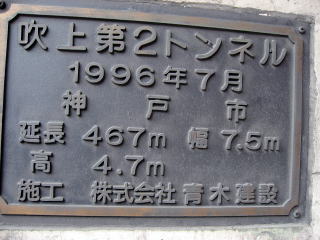 吹上第2トンネル
1996年7月
神戸市
延長 467m 幅 7.5m
高 4.7m
施工 株式会社 青木建設